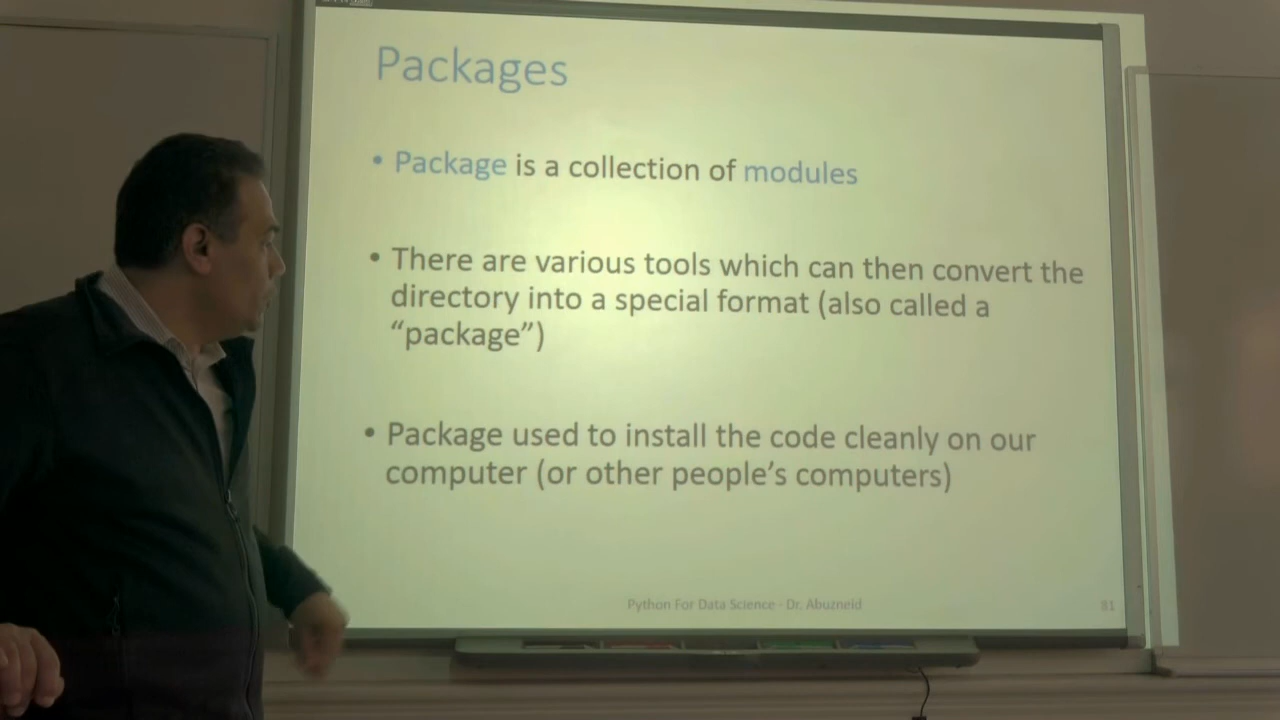 Packages
• Package is a collection of modules
• There are various tools which can then convert the
directory into a special format (also called a
“package”)
• Package used to install the code cleanly on our
computer (or other people’s computers)
Python For Data Science - Dr. Abuzneid
81